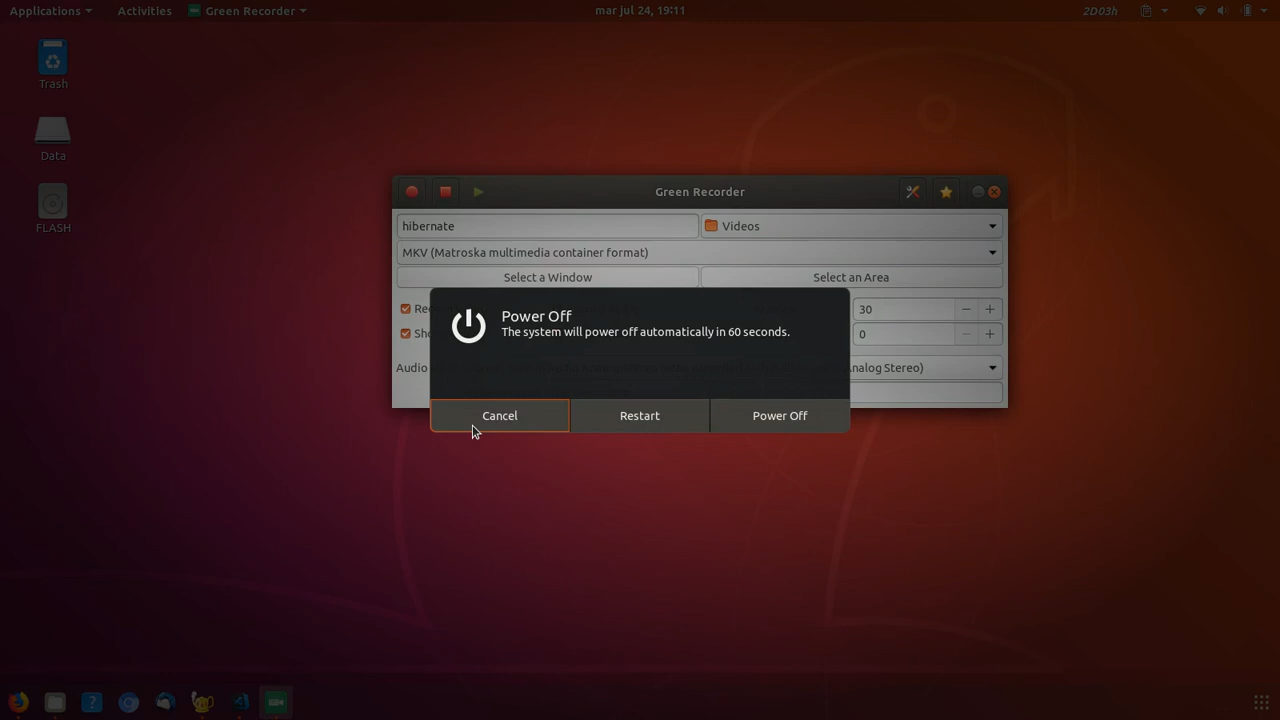 Applications Activities Green Recorder mar jul 24, 19:11 2D03h
Trash
Data
FLASH
Green Recorder
hibernate Videos
MKV (Matroska multimedia container format)
Select a Window Select an Area
30
0
Audio
Analog Stereo)
Power Off
The system will power off automatically in 60 seconds.
Cancel Restart Power Off